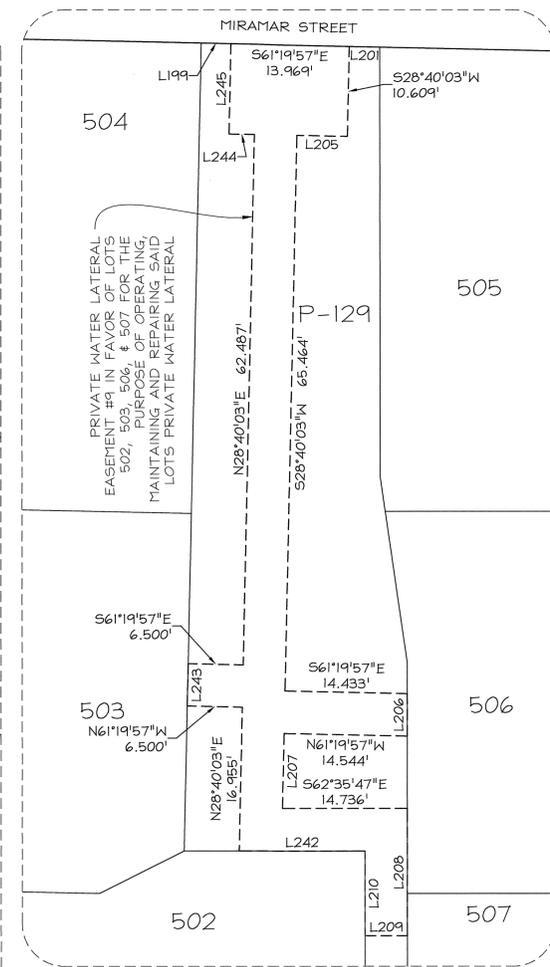 MIRAMAR STREET
S61°19'57"E
13.969'
L201
L199
L245
S28°40'03"W
10.609'
504
L244
L205
PRIVATE WATER LATERAL
EASEMENT #9 IN FAVOR OF LOTS
502, 503, 506, & 507 FOR THE
PURPOSE OF OPERATING,
MAINTAINING AND REPAIRING SAID
LOTS PRIVATE WATER LATERAL
505
P-129
N28°40'03"E 62.487'
S28°40'03"W 65.464'
S61°19'57"E
6.500'
L243
S61°19'57"E
14.433'
503
L206
506
N61°19'57"W
6.500'
N61°19'57"W
14.544'
L207
N28°40'03"E
16.955'
S62°35'47"E
14.736'
L242
L208
L210
502
507
L209